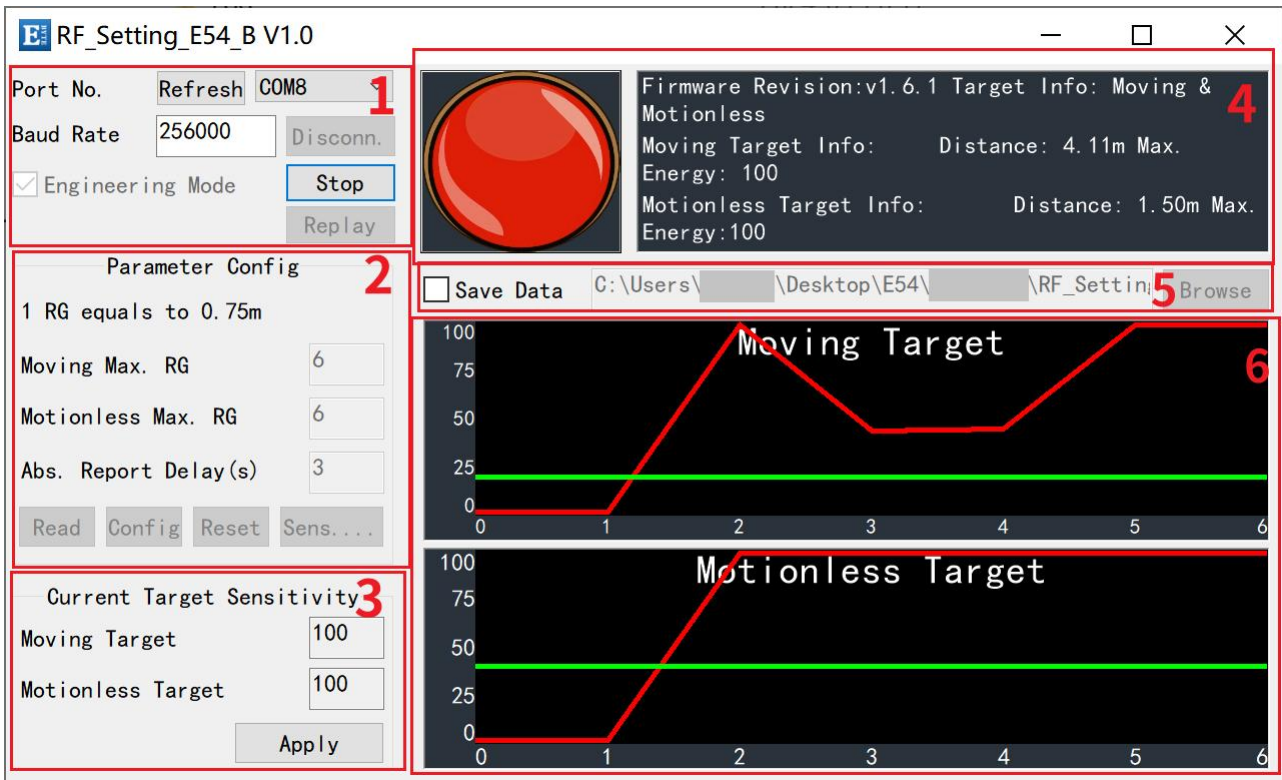 E BYTE RF_Setting_E54_B V1.0
Port No. Refresh COM8 1
Baud Rate 256000 Disconn.
Engineering Mode Stop
Replay
Parameter Config 2
1 RG equals to 0.75m
Moving Max. RG 6
Motionless Max. RG 6
Abs. Report Delay(s) 3
Read Config Reset Sens....
Current Target Sensitivity 3
Moving Target 100
Motionless Target 100
Apply
Firmware Revision:v1.6.1 Target Info: Moving & 4
Motionless
Moving Target Info: Distance: 4.11m Max.
Energy: 100
Motionless Target Info: Distance: 1.50m Max.
Energy:100
Save Data C:\Users\ \Desktop\E54\ \RF_Setting 5 Browse
Moving Target 6
100
75
50
25
0
0 1 2 3 4 5 6
Motionless Target
100
75
50
25
0
0 1 2 3 4 5 6